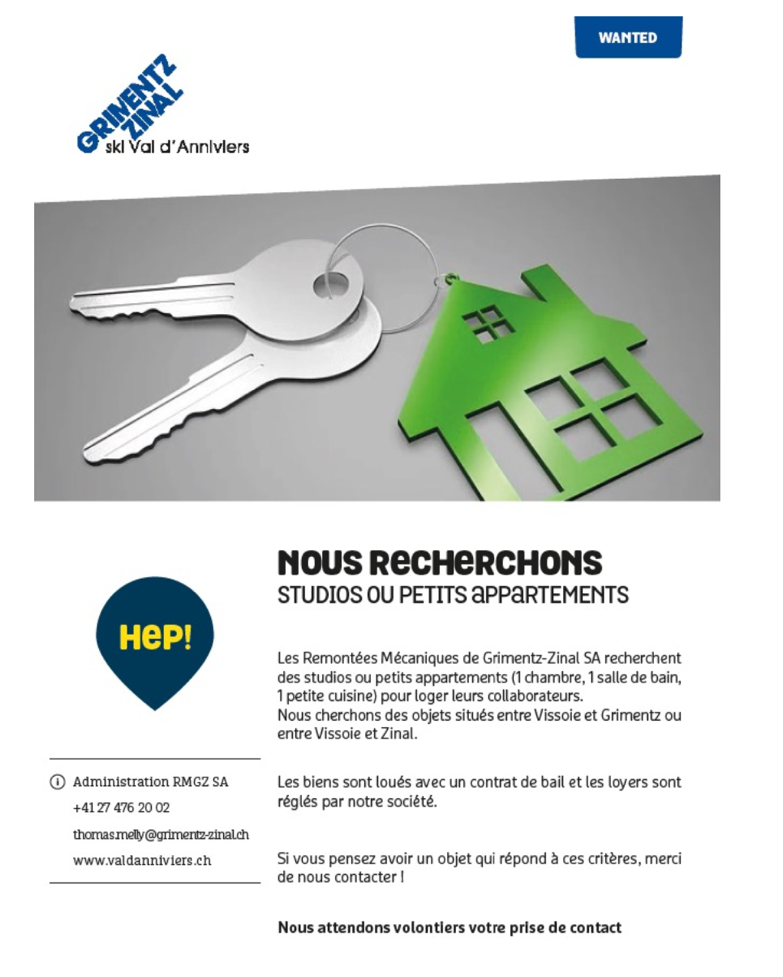 WANTED
GRIMENTZ
ZINAL
ski Val d'Anniviers
NOUS RECHERCHONS
STUDIOS OU PETITS APPARTEMENTS
HEP!
Les Remontées Mécaniques de Grimentz-Zinal SA recherchent
des studios ou petits appartements (1 chambre, 1 salle de bain,
1 petite cuisine) pour loger leurs collaborateurs.
Nous cherchons des objets situés entre Vissoie et Grimentz ou
entre Vissoie et Zinal.
Les biens sont loués avec un contrat de bail et les loyers sont
réglés par notre société.
Si vous pensez avoir un objet qui répond à ces critères, merci
de nous contacter !
Nous attendons volontiers votre prise de contact
Administration RMGZ SA
+41 27 476 20 02
thomas.melly@grimentz-zinal.ch
www.valdanniviers.ch